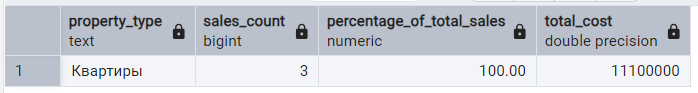 property_type sales_count percentage_of_total_sales total_cost
text bigint numeric double precision
1 Квартиры 3 100.00 11100000